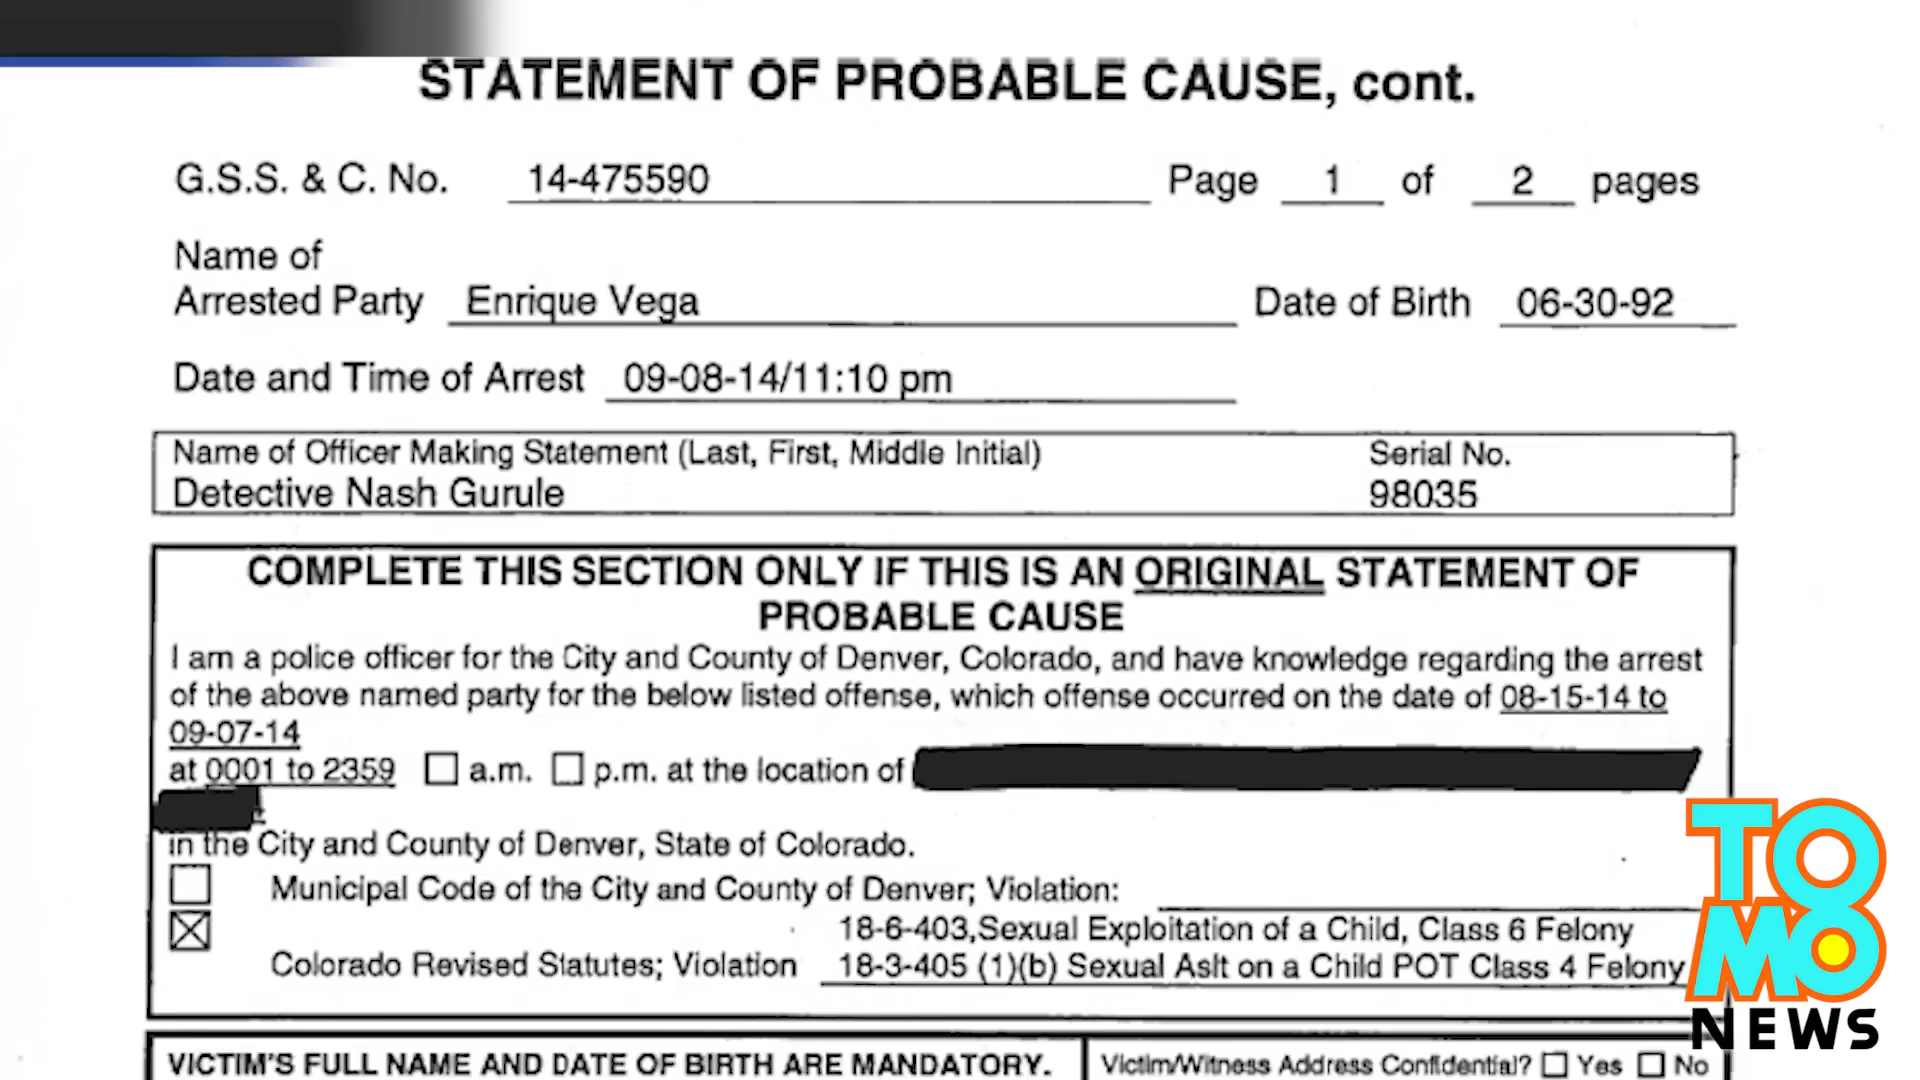 STATEMENT OF PROBABLE CAUSE, cont.
G.S.S. & C. No. 14-475590 Page 1 of 2 pages
Name of
Arrested Party Enrique Vega Date of Birth 06-30-92
Date and Time of Arrest 09-08-14/11:10 pm
Name of Officer Making Statement (Last, First, Middle Initial) Serial No.
Detective Nash Gurule 98035
COMPLETE THIS SECTION ONLY IF THIS IS AN ORIGINAL STATEMENT OF
PROBABLE CAUSE
I am a police officer for the City and County of Denver, Colorado, and have knowledge regarding the arrest
of the above named party for the below listed offense, which offense occurred on the date of 08-15-14 to
09-07-14
at 0001 to 2359 a.m. p.m. at the location of
in the City and County of Denver, State of Colorado.
Municipal Code of the City and County of Denver; Violation:
18-6-403,Sexual Exploitation of a Child, Class 6 Felony
Colorado Revised Statutes; Violation 18-3-405 (1)(b) Sexual Aslt on a Child POT Class 4 Felony
VICTIM'S FULL NAME AND DATE OF BIRTH ARE MANDATORY. Victim/Witness Address Confidential? Yes No
TOMO
NEWS